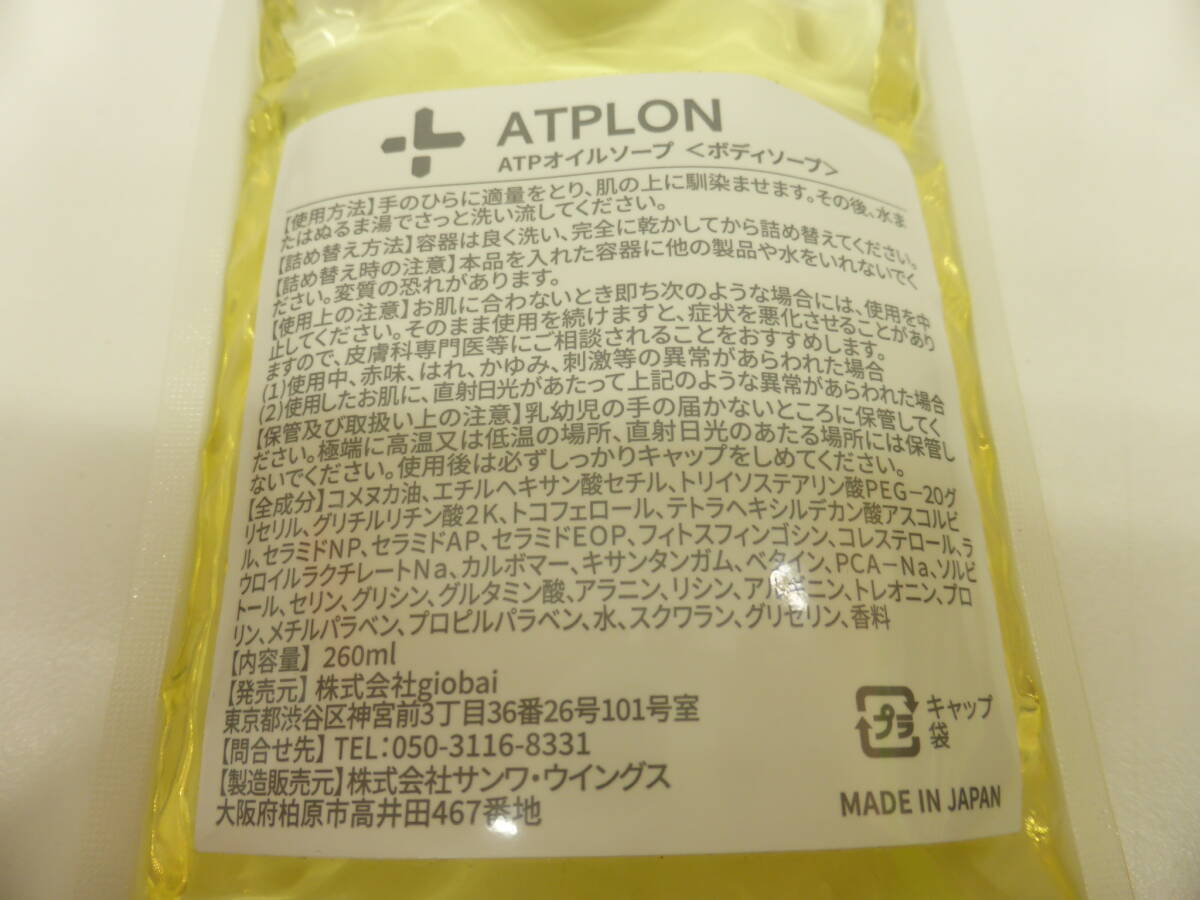 ATPLON
ATPオイルソープ <ボディソープ>
【使用方法】手のひらに適量をとり、肌の上に馴染ませます。その後、水ま
たはぬるま湯でさっと洗い流してください。
【詰め替え方法】容器は良く洗い、完全に乾かしてから詰め替えてください。
【詰め替え時の注意】本品を入れた容器に他の製品や水をいれないでく
ださい。変質の恐れがあります。
【使用上の注意】お肌に合わないとき即ち次のような場合には、使用を中
止してください。そのまま使用を続けますと、症状を悪化させることがあり
ますので、皮膚科専門医等にご相談されることをおすすめします。
(1)使用中、赤味、はれ、かゆみ、刺激等の異常があらわれた場合
(2)使用したお肌に、直射日光があたって上記のような異常があらわれた場合
【保管及び取扱い上の注意】乳幼児の手の届かないところに保管してく
ださい。極端に高温又は低温の場所、直射日光のあたる場所には保管し
ないでください。使用後は必ずしっかりキャップをしめてください。
【全成分】コメヌカ油、エチルヘキサン酸セチル、トリイソステアリン酸PEG-20グ
リセリル、グリチルリチン酸2K、トコフェロール、テトラヘキシルデカン酸アスコルビ
ル、セラミドNP、セラミドAP、セラミドEOP、フィトスフィンゴシン、コレステロール、ラ
ウロイルラクチレートNa、カルボマー、キサンタンガム、ベタイン、PCA-Na、ソルビ
トール、セリン、グリシン、グルタミン酸、アラニン、リシン、アルギニン、トレオニン、プロ
リン、メチルパラベン、プロピルパラベン、水、スクワラン、グリセリン、香料
【内容量】 260ml
【発売元】 株式会社giobai
東京都渋谷区神宮前3丁目36番26号101号室
【問合せ先】 TEL:050-3116-8331
【製造販売元】株式会社サンワ・ウイングス
大阪府柏原市高井田467番地
プラ
キャップ
袋
MADE IN JAPAN